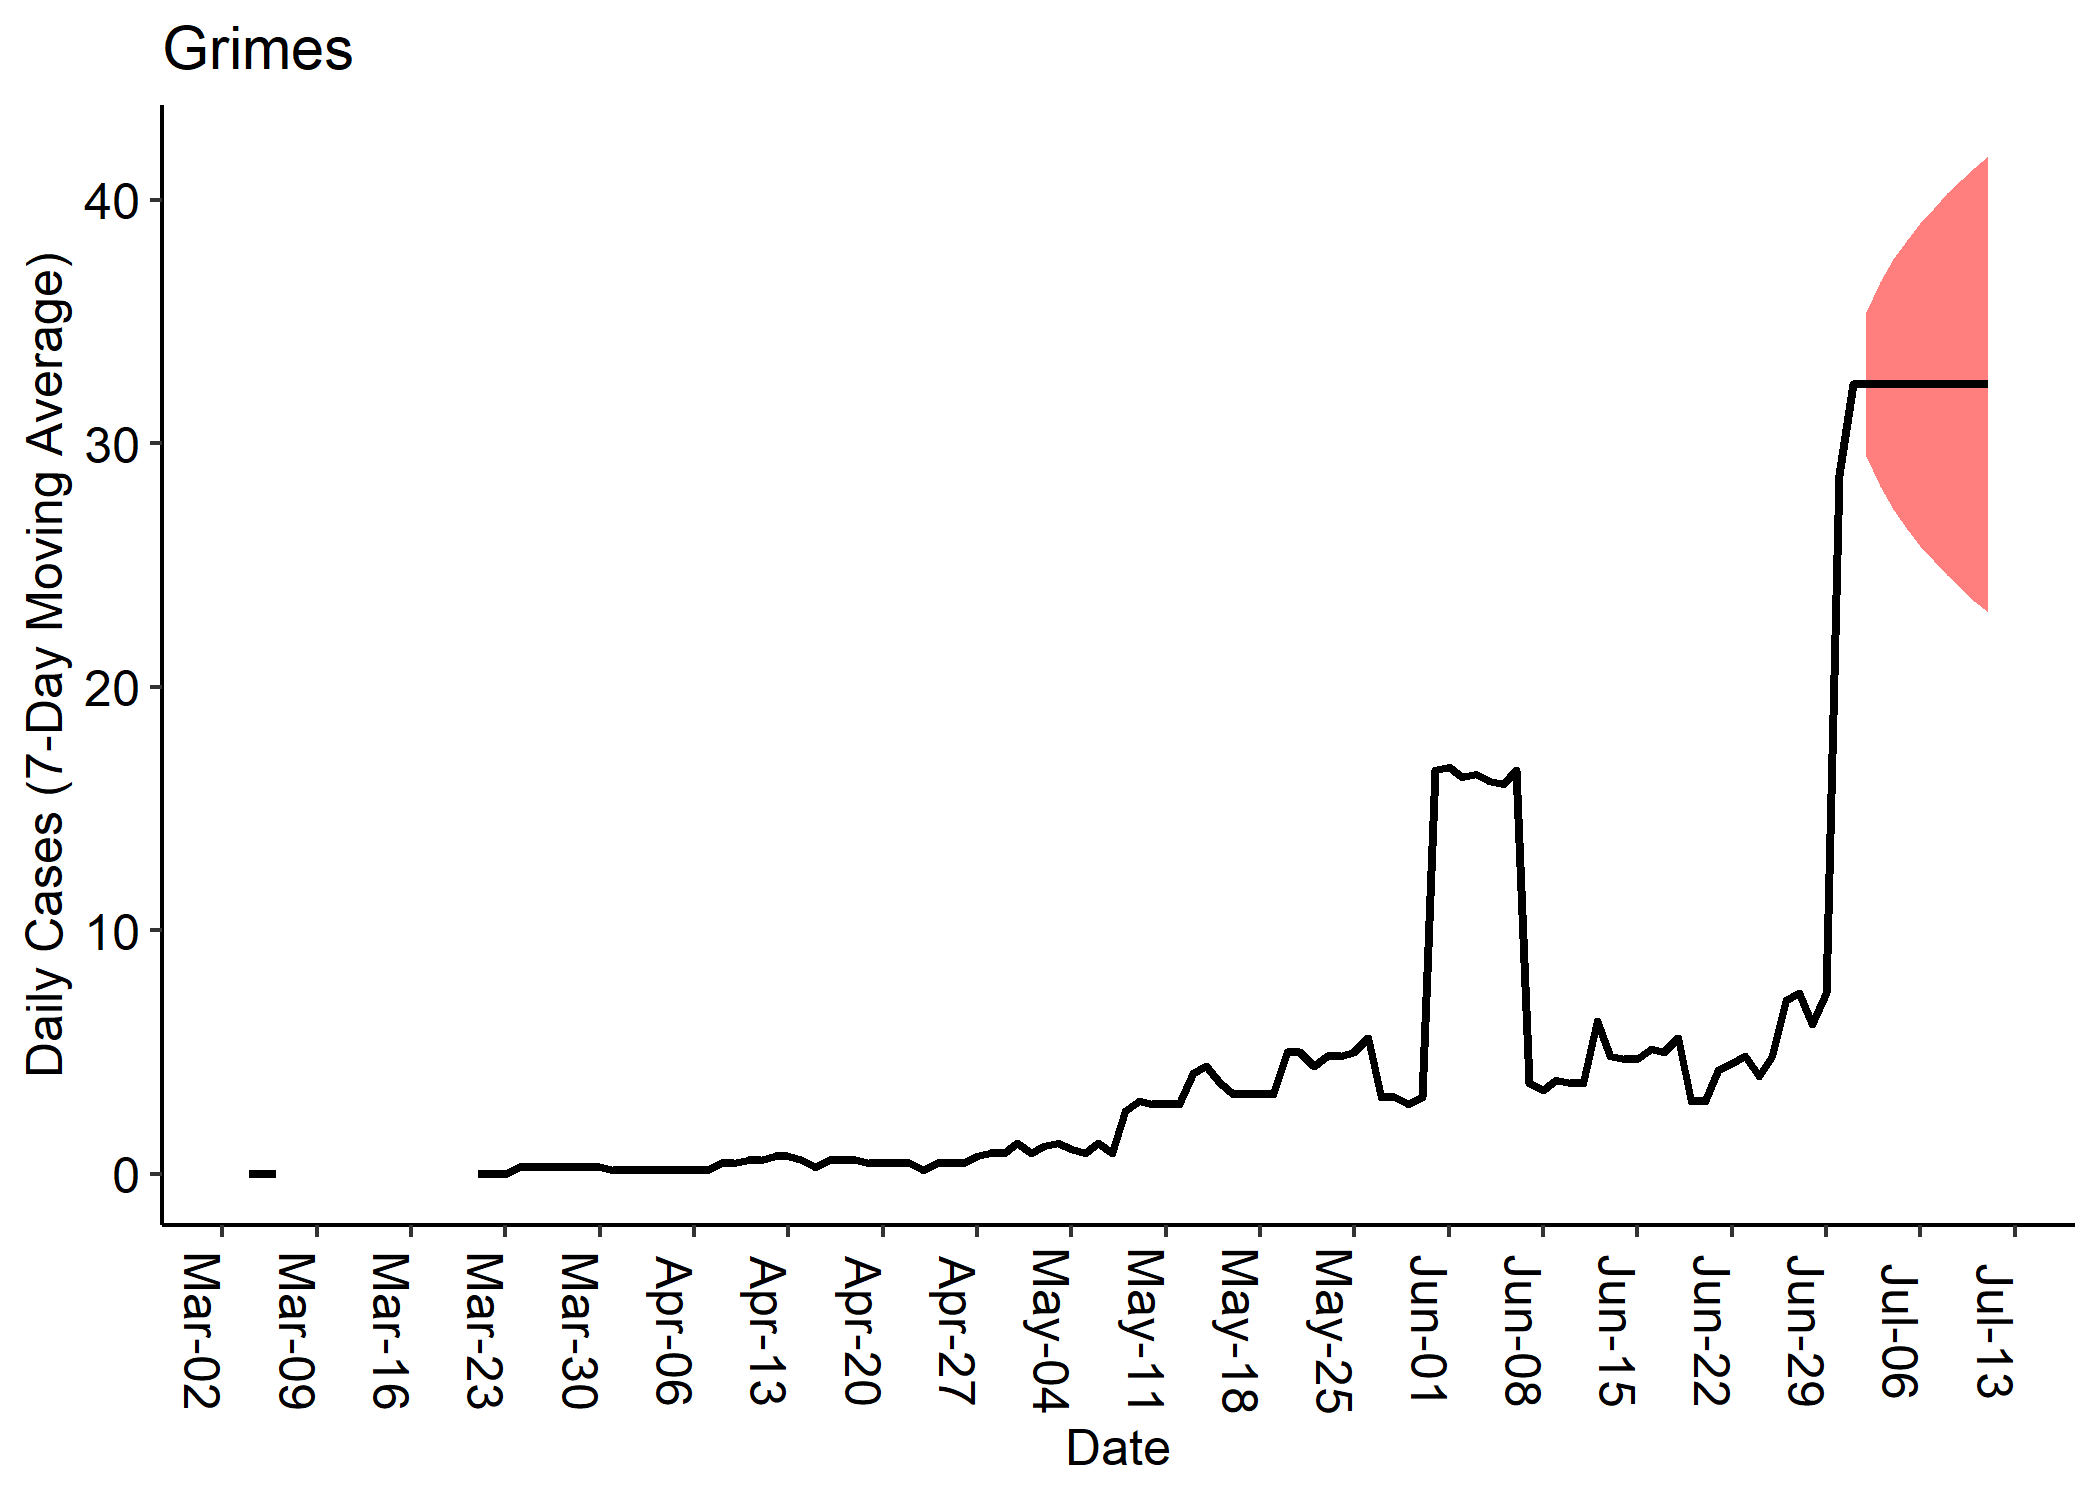 Grimes
Daily Cases (7-Day Moving Average)
40
30
20
10
0
Mar-02
Mar-09
Mar-16
Mar-23
Mar-30
Apr-06
Apr-13
Apr-20
Apr-27
May-04
May-11
May-18
May-25
Jun-01
Jun-08
Jun-15
Jun-22
Jun-29
Jul-06
Jul-13
Date